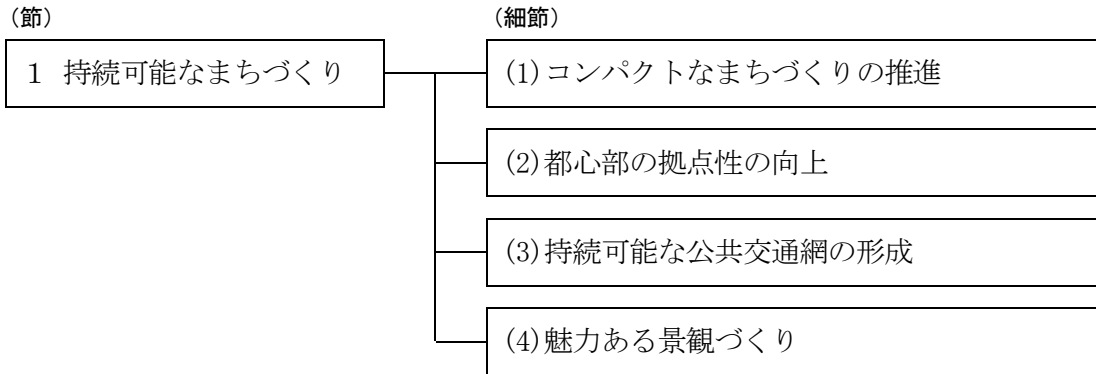 （節）
（細節）
１ 持続可能なまちづくり
(1)コンパクトなまちづくりの推進
(2)都心部の拠点性の向上
(3)持続可能な公共交通網の形成
(4)魅力ある景観づくり